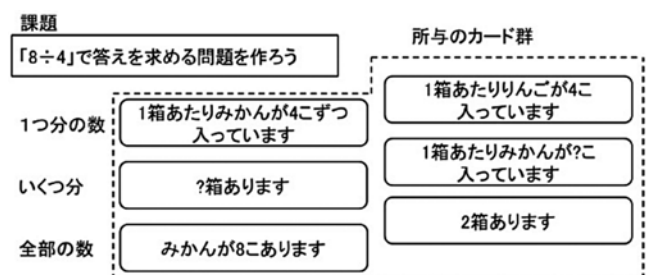 課題
「8÷4」で答えを求める問題を作ろう
所与のカード群
1つ分の数
1箱あたりみかんが4こずつ
入っています
いくつ分
?箱あります
全部の数
みかんが8こあります
1箱あたりりんごが4こ
入っています
1箱あたりみかんが?こ
入っています
2箱あります